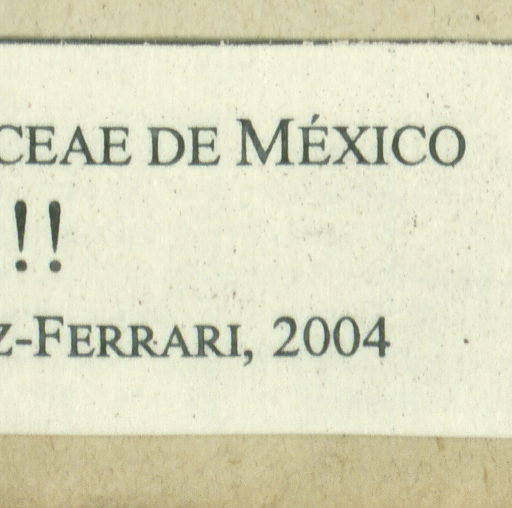 CEAE DE MÉXICO
!!
Z-FERRARI, 2004